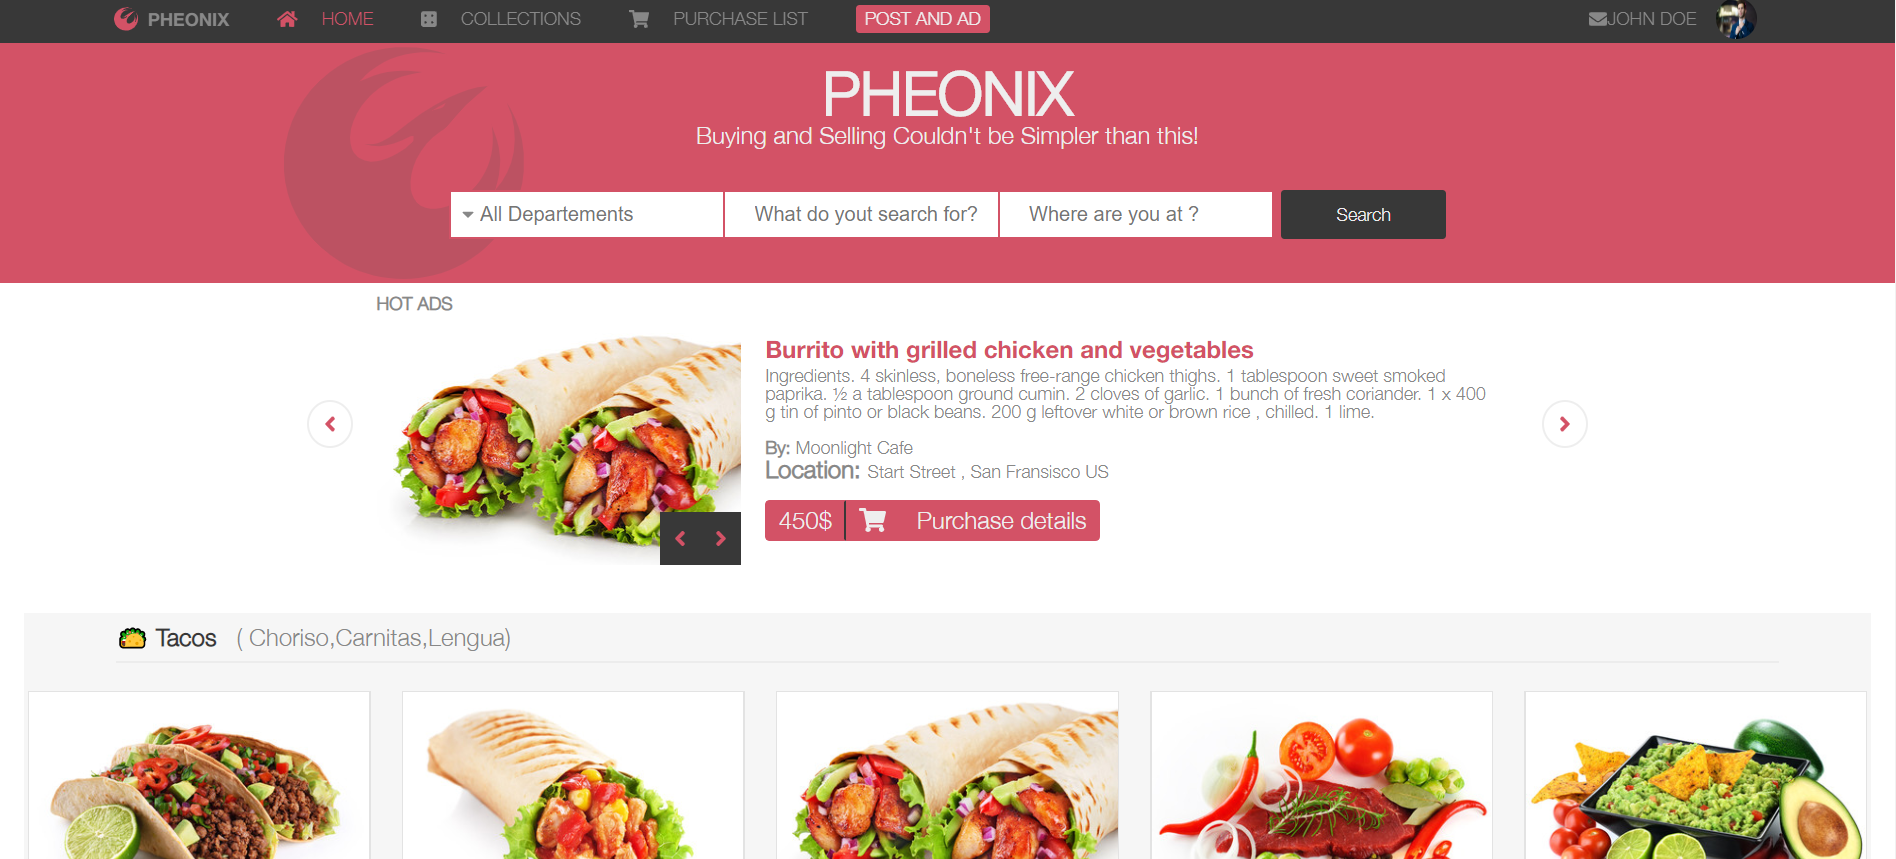 PHEONIX HOME COLLECTIONS PURCHASE LIST POST AND AD JOHN DOE
PHEONIX
Buying and Selling Couldn't be Simpler than this!
All Departements What do yout search for? Where are you at ? Search
HOT ADS
Burrito with grilled chicken and vegetables
Ingredients. 4 skinless, boneless free-range chicken thighs. 1 tablespoon sweet smoked
paprika. ½ a tablespoon ground cumin. 2 cloves of garlic. 1 bunch of fresh coriander. 1 x 400
g tin of pinto or black beans. 200 g leftover white or brown rice , chilled. 1 lime.
By: Moonlight Cafe
Location: Start Street , San Fransisco US
450$ Purchase details
Tacos ( Choriso,Carnitas,Lengua)